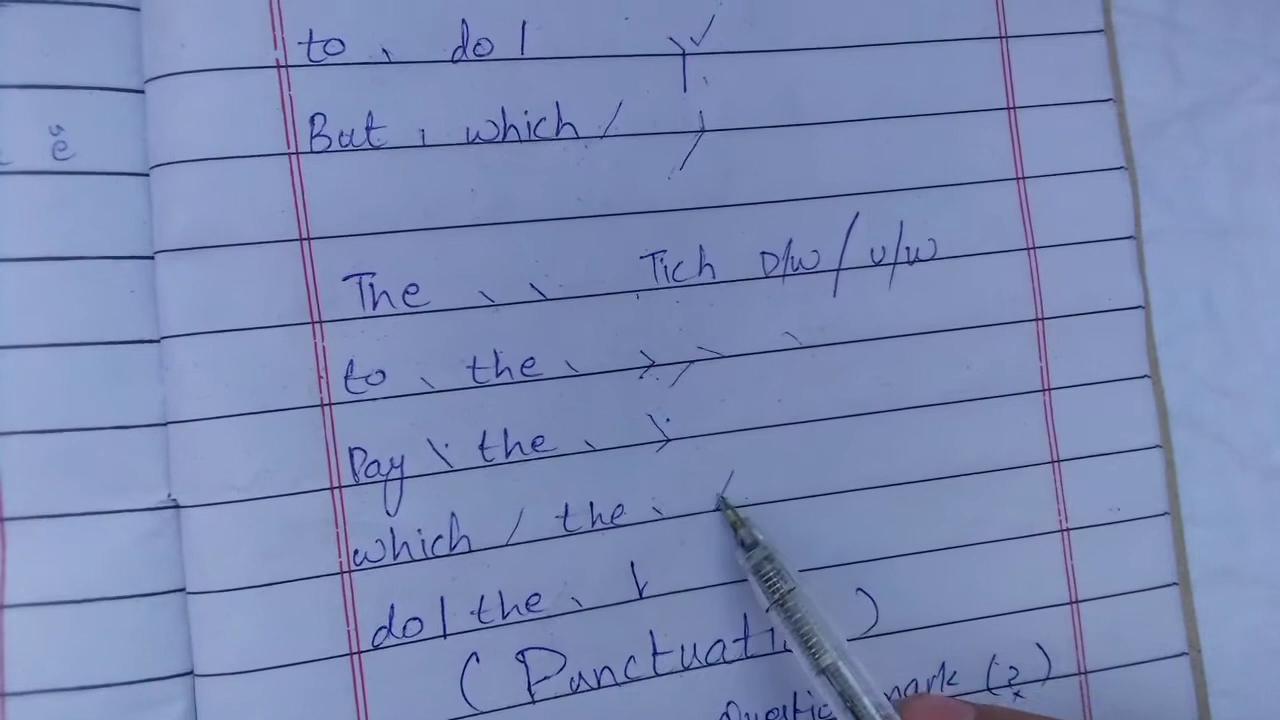 to、do |
But , which /
The 、、 Tich D/W / U/W
to 、the 、
Pay \ the 、
which / the 、
do | the 、
(Punctuati )
mark (?)